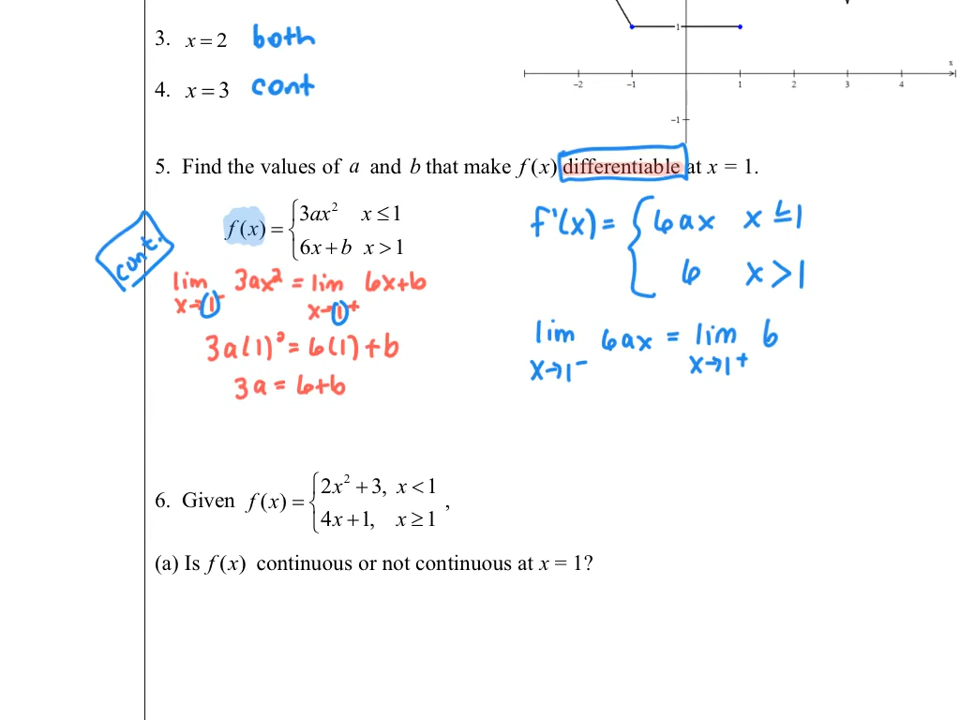 3. x = 2 both
4. x = 3 cont
1
x
-2 -1 1 2 3 4
-1
5. Find the values of a and b that make f(x) differentiable at x = 1.
f(x) = { 3ax² x ≤ 1
6x + b x > 1
cont.
lim x→1⁻ 3ax² = lim x→1⁺ 6x+b
3a(1)² = 6(1)+b
3a = 6+b
f'(x) = { 6ax x ≤ 1
6 x > 1
lim x→1⁻ 6ax = lim x→1⁺ 6
6. Given f(x) = { 2x² + 3, x < 1
4x + 1, x ≥ 1 ,
(a) Is f(x) continuous or not continuous at x = 1?